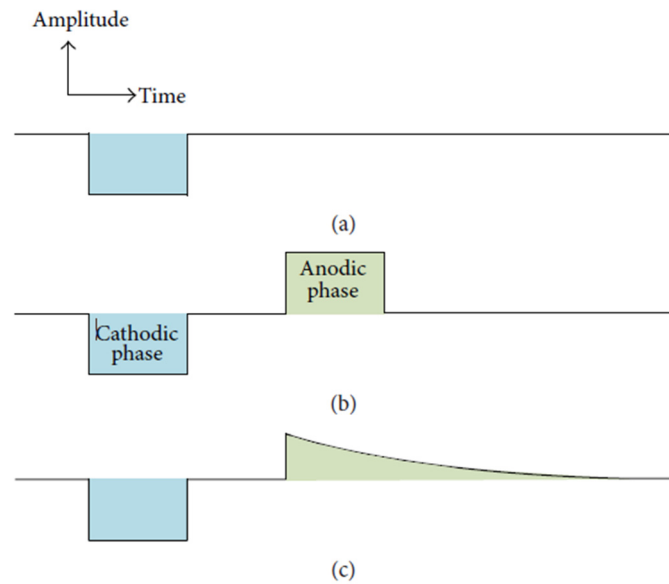 Amplitude
Time
(a)
Anodic
phase
Cathodic
phase
(b)
(c)